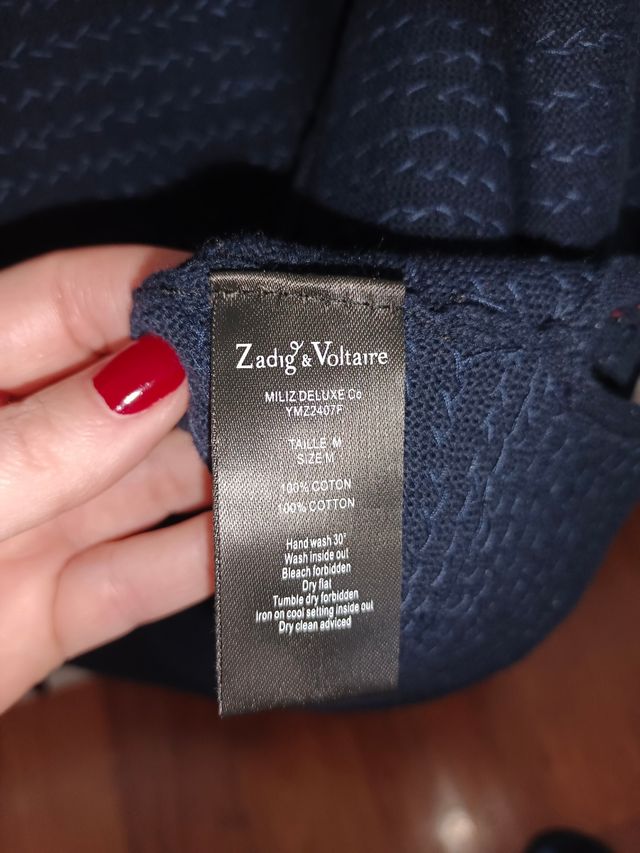 Zadig & Voltaire
MILIZ DELUXE Co
YMZ2407F
TAILLE M
SIZE M
100% COTON
100% COTTON
Hand wash 30°
Wash inside out
Bleach forbidden
Dry flat
Tumble dry forbidden
Iron on cool setting inside out
Dry clean adviced